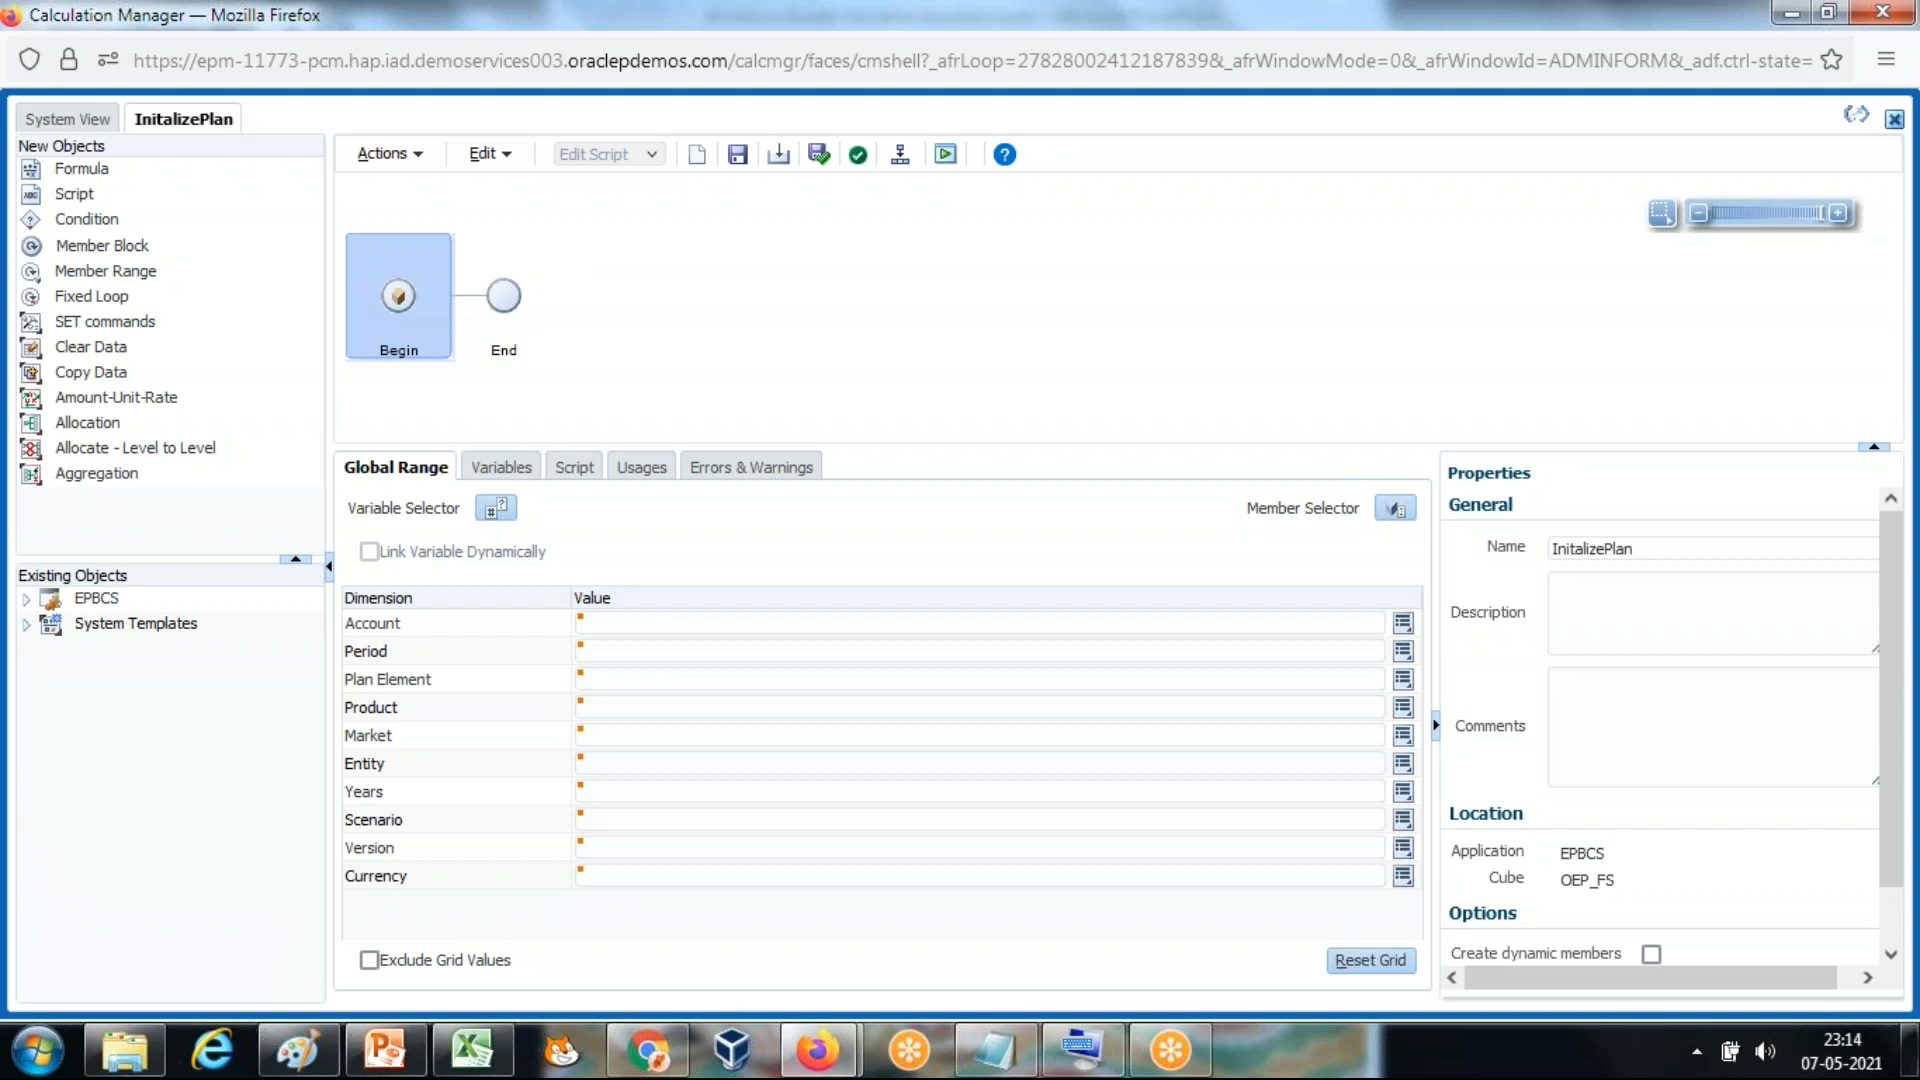 Calculation Manager — Mozilla Firefox
https://epm-11773-pcm.hap.iad.demoservices003.oraclepdemos.com/calcmgr/faces/cmshell?_afrLoop=27828002412187839&_afrWindowMode=0&_afrWindowId=ADMINFORM&_adf.ctrl-state=
System View
InitalizePlan
New Objects
Formula
Script
Condition
Member Block
Member Range
Fixed Loop
SET commands
Clear Data
Copy Data
Amount-Unit-Rate
Allocation
Allocate - Level to Level
Aggregation
Existing Objects
EPBCS
System Templates
Actions
Edit
Edit Script
Begin
End
Global Range
Variables
Script
Usages
Errors & Warnings
Variable Selector
Member Selector
Link Variable Dynamically
Dimension Value
Account
Period
Plan Element
Product
Market
Entity
Years
Scenario
Version
Currency
Exclude Grid Values
Reset Grid
Properties
General
Name InitalizePlan
Description
Comments
Location
Application EPBCS
Cube OEP_FS
Options
Create dynamic members
23:14
07-05-2021